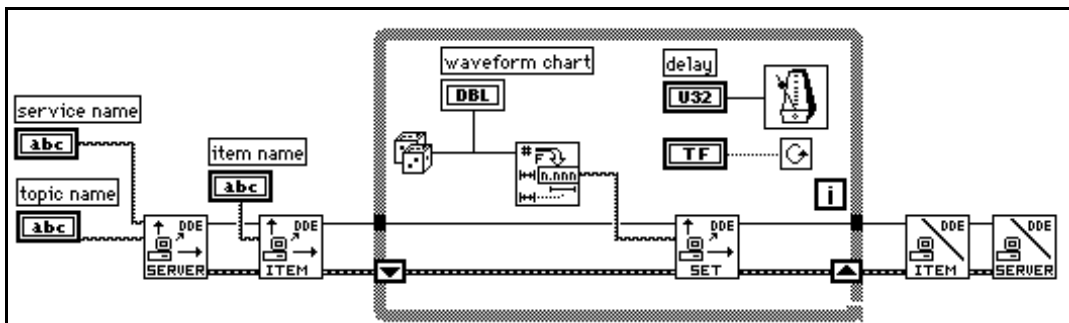 waveform chart
DBL
delay
U32
service name
abc
item name
abc
# F n.nnn
TF
i
topic name
abc
DDE
SERVER
DDE
ITEM
DDE
SET
DDE
ITEM
DDE
SERVER